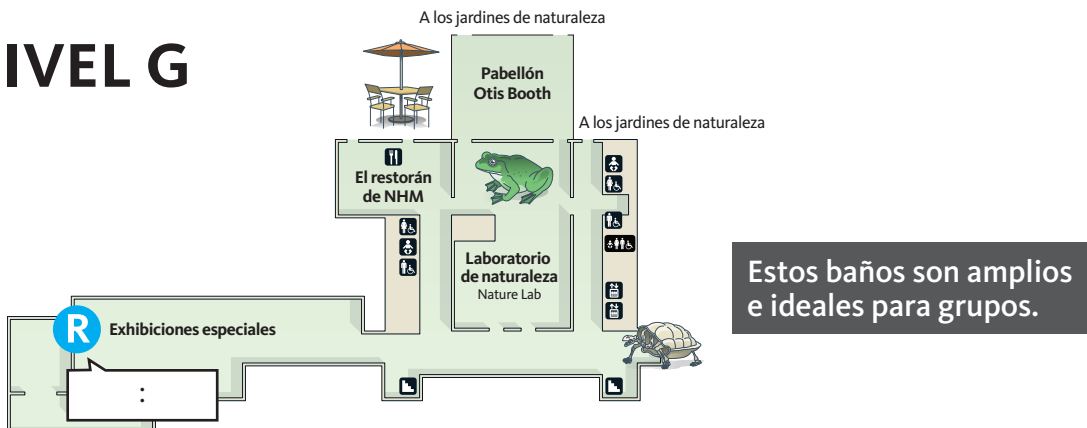 A los jardines de naturaleza
IVEL G
Pabellón
Otis Booth
A los jardines de naturaleza
El restorán
de NHM
Laboratorio
de naturaleza
Nature Lab
Estos baños son amplios
e ideales para grupos.
R
Exhibiciones especiales
: